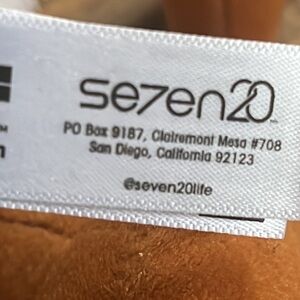 se7en20
PO Box 9187, Clairemont Mesa #708
San Diego, California 92123
@seven20life